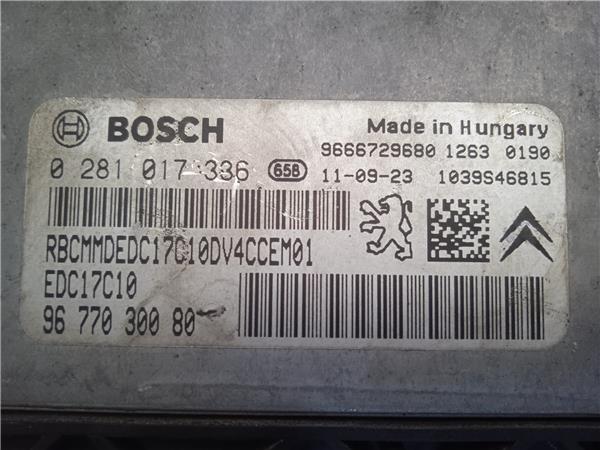 BOSCH
Made in Hungary
9666729680 1263 0190
0 281 017 336 65B 11-09-23 1039S46815
RBCMMDEDC17C10DV4CCEM01
EDC17C10
96 770 300 80